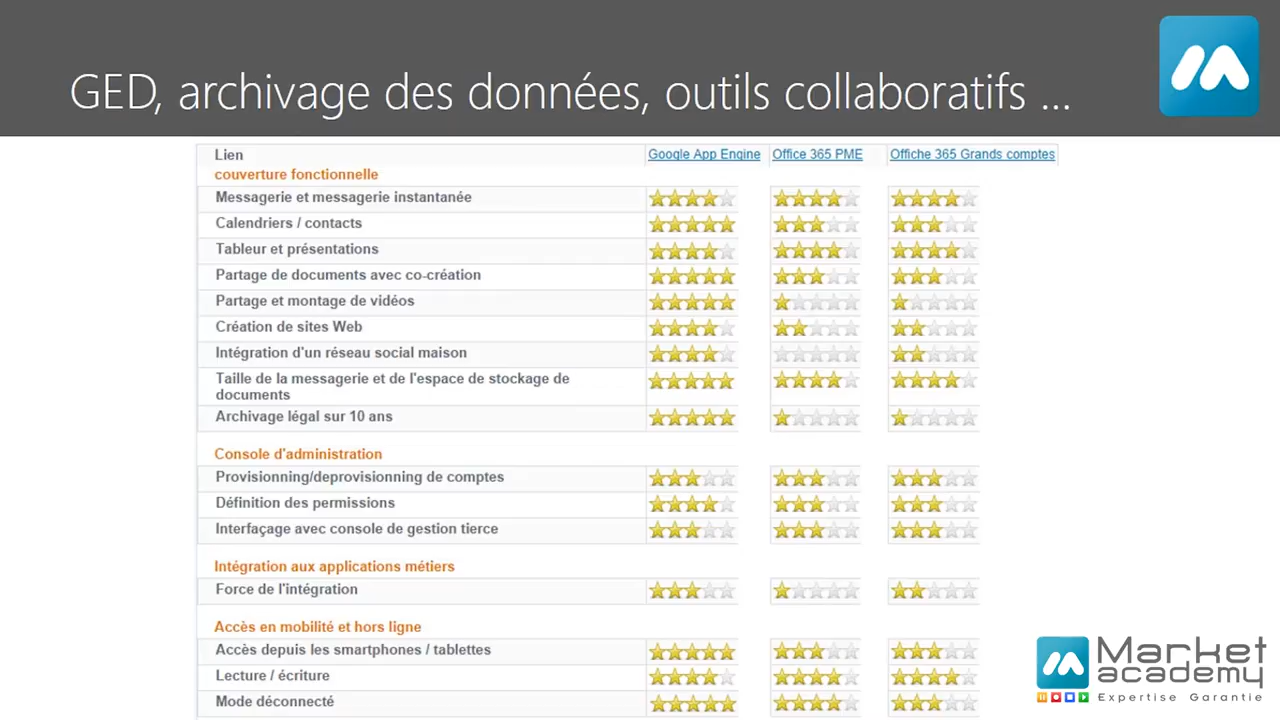 GED, archivage des données, outils collaboratifs ...
Lien Google App Engine Office 365 PME Offiche 365 Grands comptes
couverture fonctionnelle
Messagerie et messagerie instantanée
Calendriers / contacts
Tableur et présentations
Partage de documents avec co-création
Partage et montage de vidéos
Création de sites Web
Intégration d'un réseau social maison
Taille de la messagerie et de l'espace de stockage de
documents
Archivage légal sur 10 ans
Console d'administration
Provisionning/deprovisionning de comptes
Définition des permissions
Interfaçage avec console de gestion tierce
Intégration aux applications métiers
Force de l'intégration
Accès en mobilité et hors ligne
Accès depuis les smartphones / tablettes
Lecture / écriture
Mode déconnecté
Market
academy
Expertise Garantie